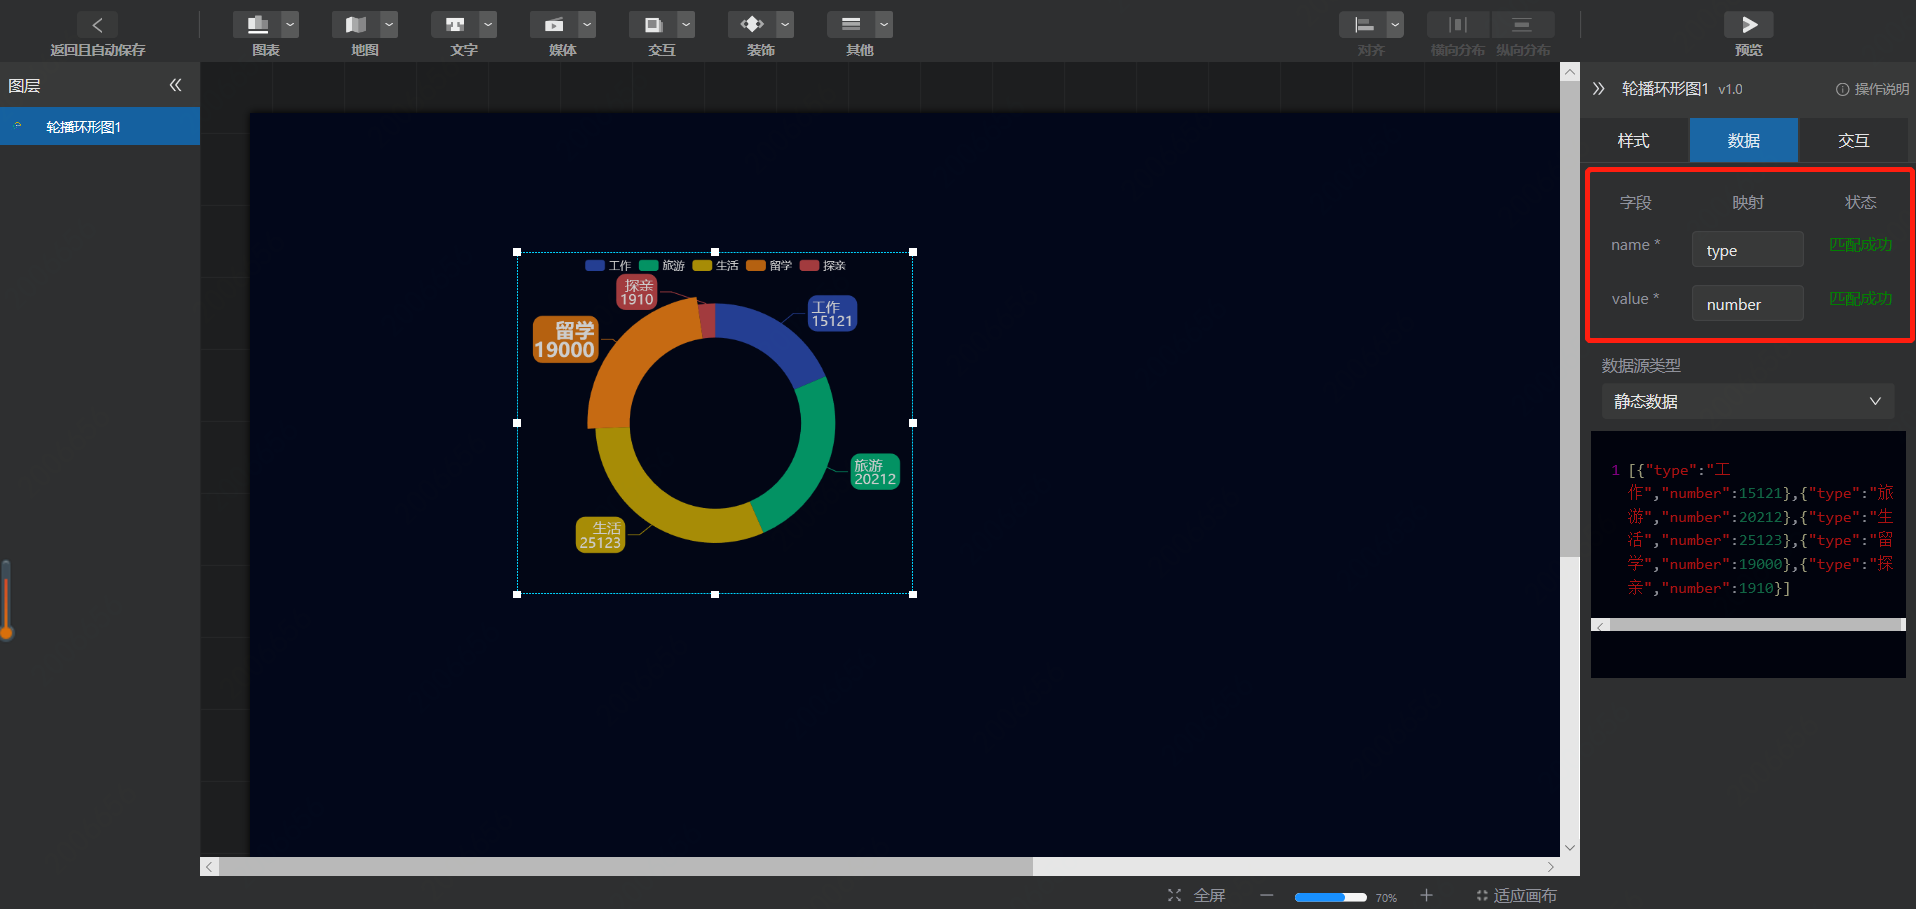 返回且自动保存
图表
地图
文字
媒体
交互
装饰
其他
对齐
横向分布
纵向分布
预览
图层
轮播环形图1
工作 旅游 生活 留学 探亲
探亲
1910
工作
15121
留学
19000
旅游
20212
生活
25123
轮播环形图1 v1.0
操作说明
样式 数据 交互
字段 映射 状态
name * type 匹配成功
value * number 匹配成功
数据源类型
静态数据
1 [{"type":"工
作","number":15121},{"type":"旅
游","number":20212},{"type":"生
活","number":25123},{"type":"留
学","number":19000},{"type":"探
亲","number":1910}]
全屏
70%
适应画布